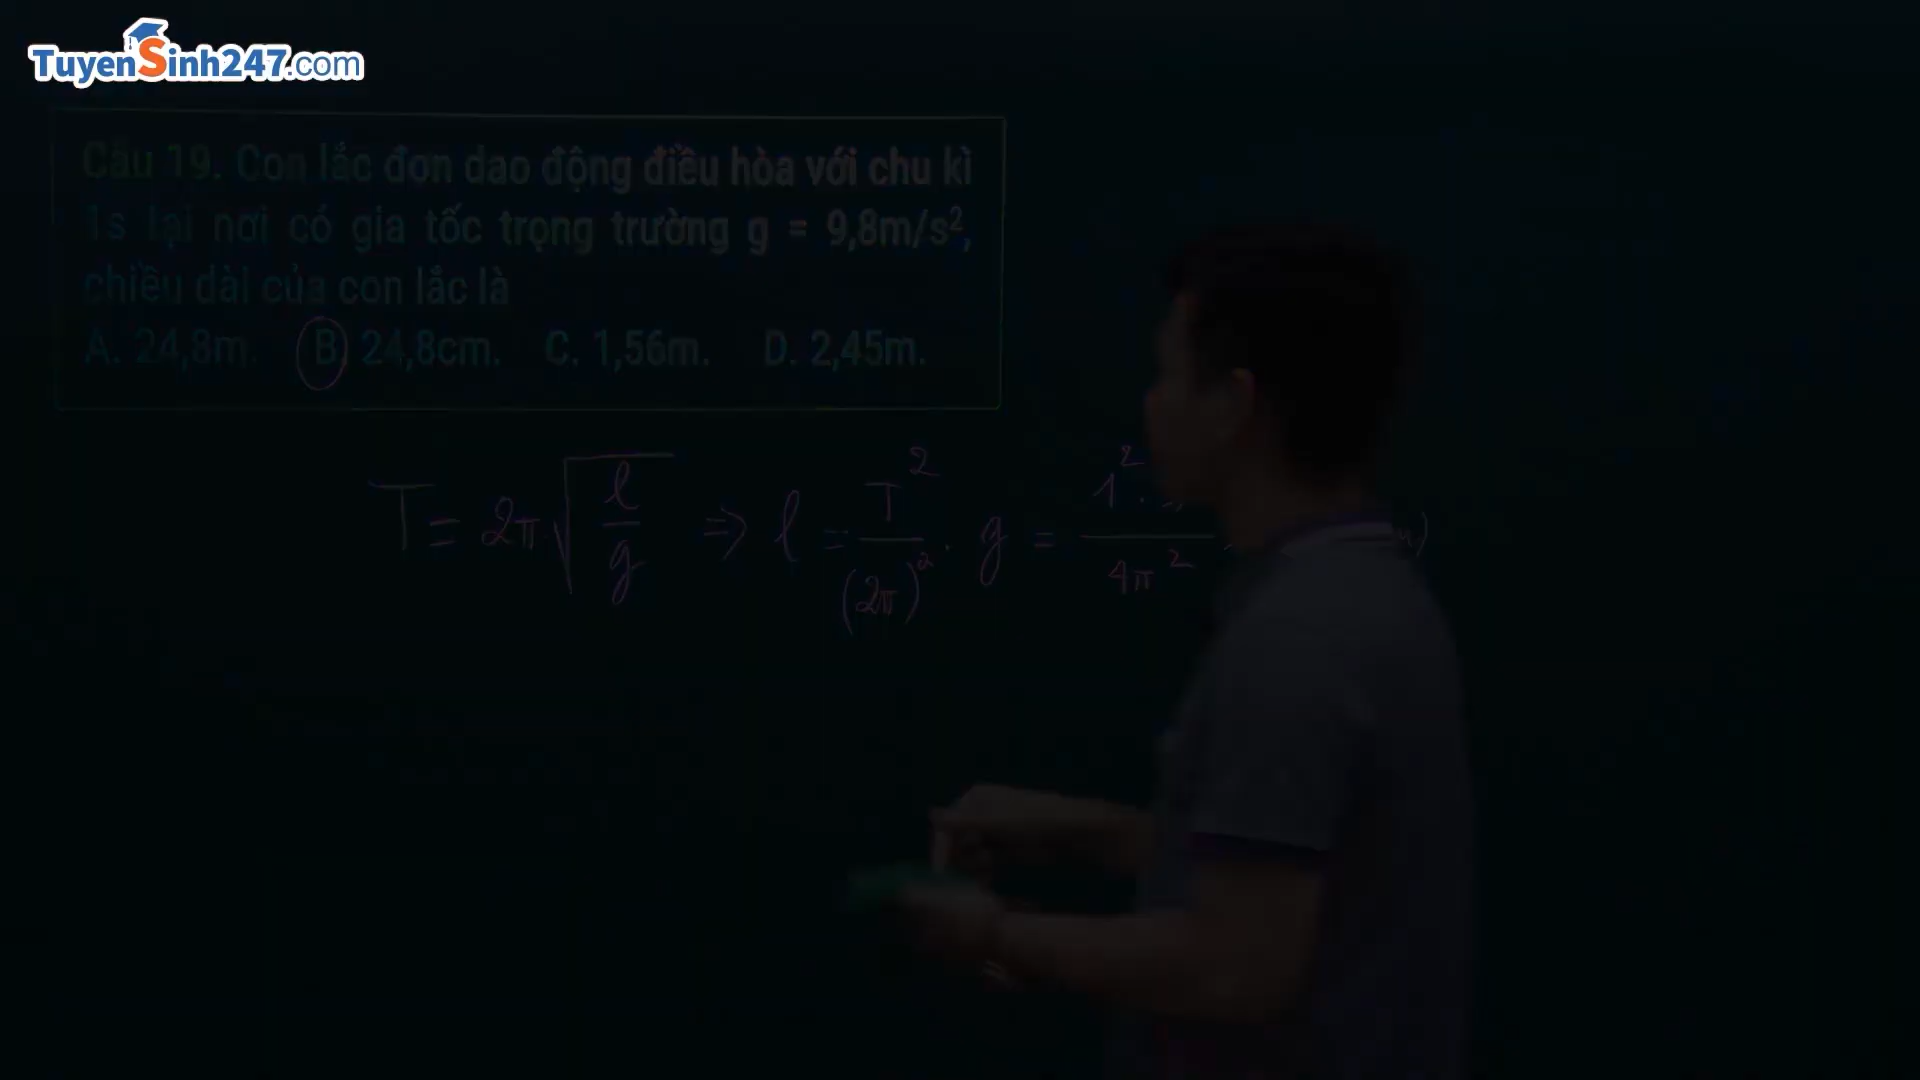 TuyenSinh247.com
Câu 19. Con lắc đơn dao động điều hòa với chu kì
1s tại nơi có gia tốc trọng trường g = 9,8m/s²,
chiều dài của con lắc là
A. 24,8m. B. 24,8cm. C. 1,56m. D. 2,45m.
T = 2π√(l/g) => l = T²/(2π)² . g = 1² . /4π²